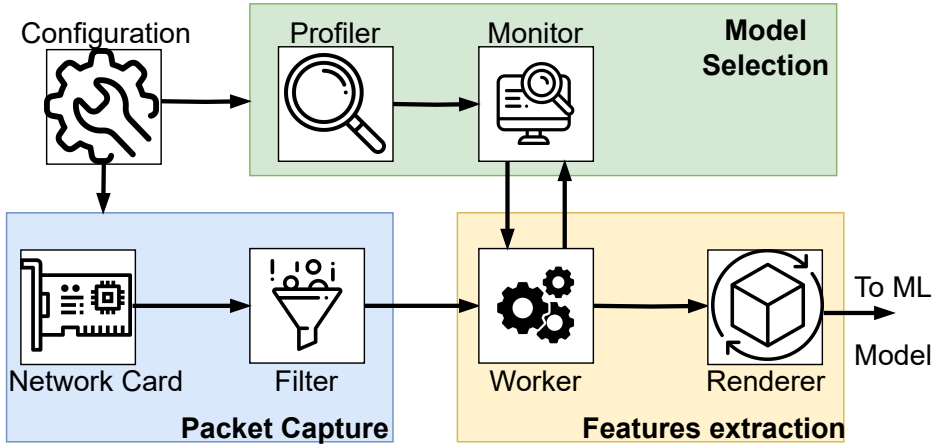 Configuration
Profiler
Monitor
Model
Selection
Network Card
Filter
Packet Capture
Worker
Renderer
Features extraction
To ML
Model